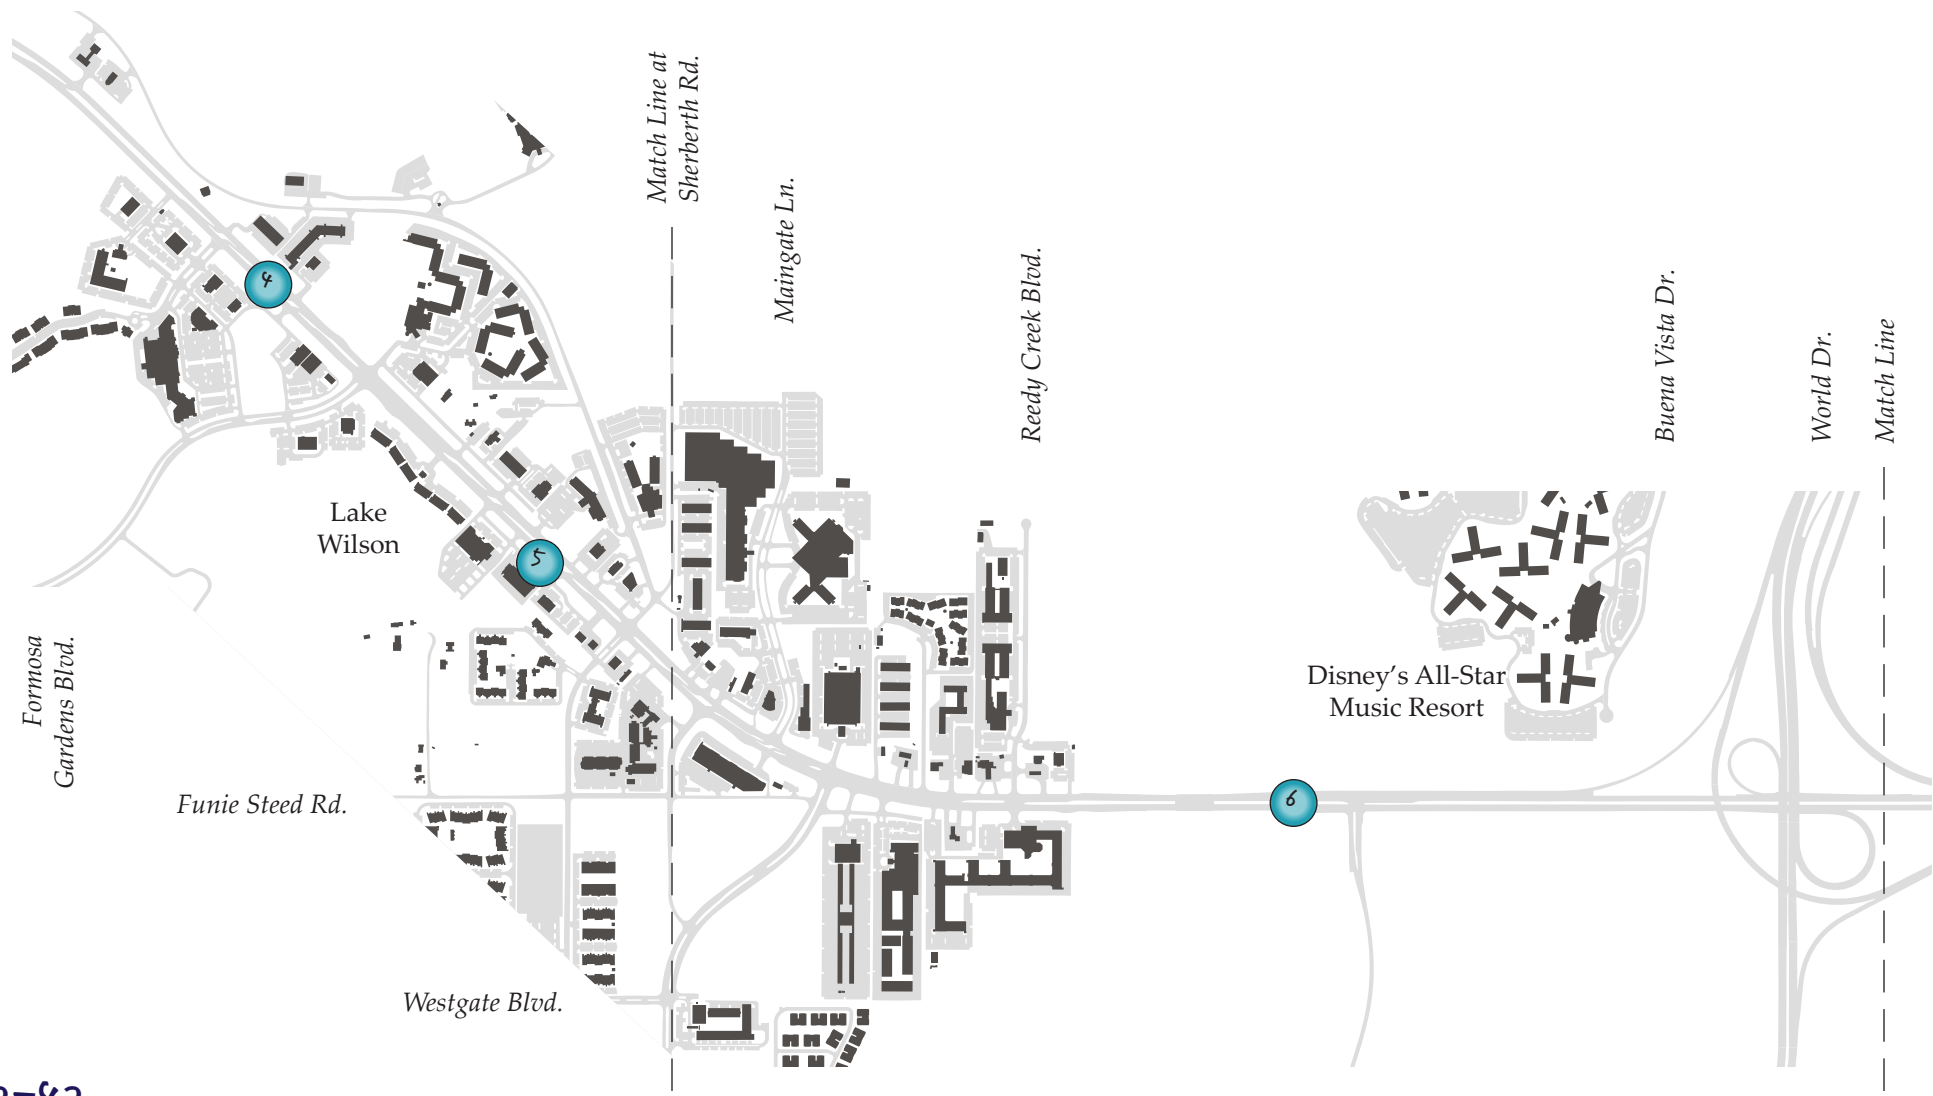 Match Line at
Sherberth Rd.
Maingate Ln.
Reedy Creek Blvd.
Buena Vista Dr.
World Dr.
Match Line
4
Lake
Wilson
5
Formosa
Gardens Blvd.
Disney's All-Star
Music Resort
Funie Steed Rd.
6
Westgate Blvd.